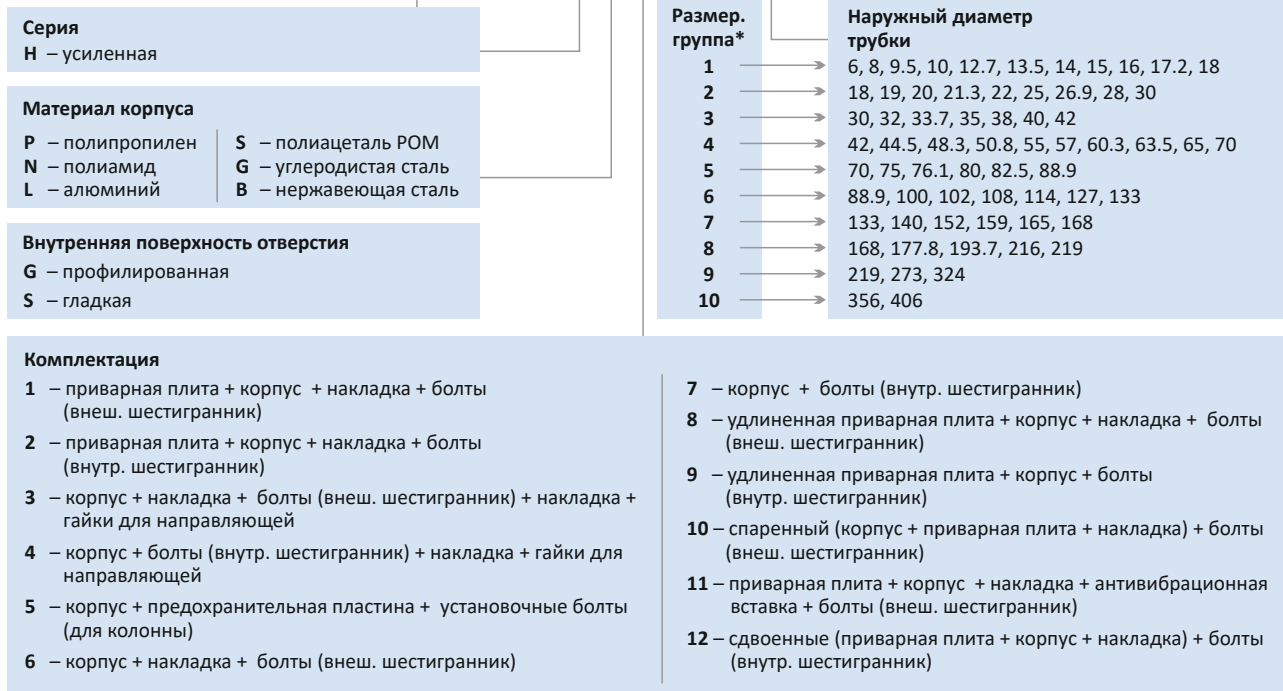 Серия
H – усиленная
Материал корпуса
P – полипропилен
N – полиамид
L – алюминий
S – полиацеталь POM
G – углеродистая сталь
B – нержавеющая сталь
Внутренняя поверхность отверстия
G – профилированная
S – гладкая
Размер.
группа*
Наружный диаметр
трубки
1 6, 8, 9.5, 10, 12.7, 13.5, 14, 15, 16, 17.2, 18
2 18, 19, 20, 21.3, 22, 25, 26.9, 28, 30
3 30, 32, 33.7, 35, 38, 40, 42
4 42, 44.5, 48.3, 50.8, 55, 57, 60.3, 63.5, 65, 70
5 70, 75, 76.1, 80, 82.5, 88.9
6 88.9, 100, 102, 108, 114, 127, 133
7 133, 140, 152, 159, 165, 168
8 168, 177.8, 193.7, 216, 219
9 219, 273, 324
10 356, 406
Комплектация
1 – приварная плита + корпус + накладка + болты
(внеш. шестигранник)
2 – приварная плита + корпус + накладка + болты
(внутр. шестигранник)
3 – корпус + накладка + болты (внеш. шестигранник) + накладка +
гайки для направляющей
4 – корпус + болты (внутр. шестигранник) + накладка + гайки для
направляющей
5 – корпус + предохранительная пластина + установочные болты
(для колонны)
6 – корпус + накладка + болты (внеш. шестигранник)
7 – корпус + болты (внутр. шестигранник)
8 – удлиненная приварная плита + корпус + накладка + болты
(внеш. шестигранник)
9 – удлиненная приварная плита + корпус + болты
(внутр. шестигранник)
10 – спаренный (корпус + приварная плита + накладка) + болты
(внеш. шестигранник)
11 – приварная плита + корпус + накладка + антивибрационная
вставка + болты (внеш. шестигранник)
12 – сдвоенные (приварная плита + корпус + накладка) + болты
(внутр. шестигранник)